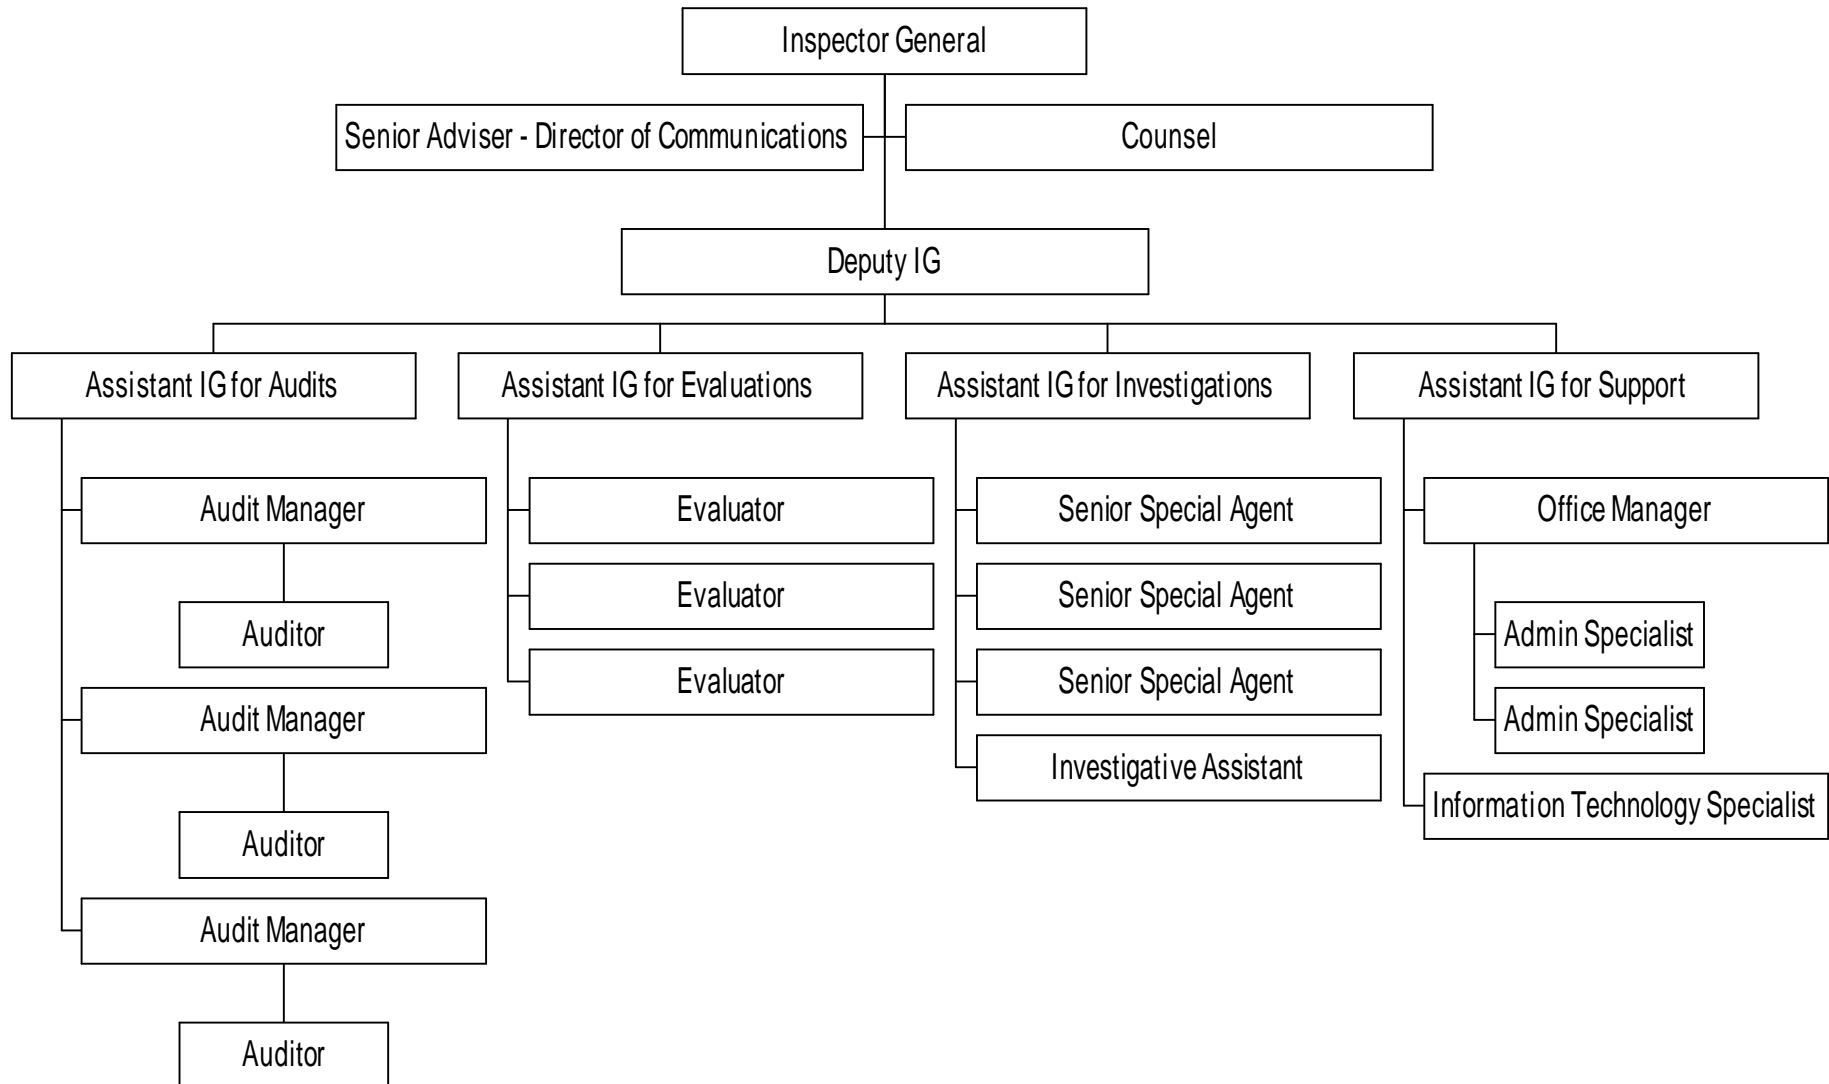 Inspector General
Senior Adviser - Director of Communications
Counsel
Deputy IG
Assistant IG for Audits
Assistant IG for Evaluations
Assistant IG for Investigations
Assistant IG for Support
Audit Manager
Auditor
Audit Manager
Auditor
Audit Manager
Auditor
Evaluator
Evaluator
Evaluator
Senior Special Agent
Senior Special Agent
Senior Special Agent
Investigative Assistant
Office Manager
Admin Specialist
Admin Specialist
Information Technology Specialist